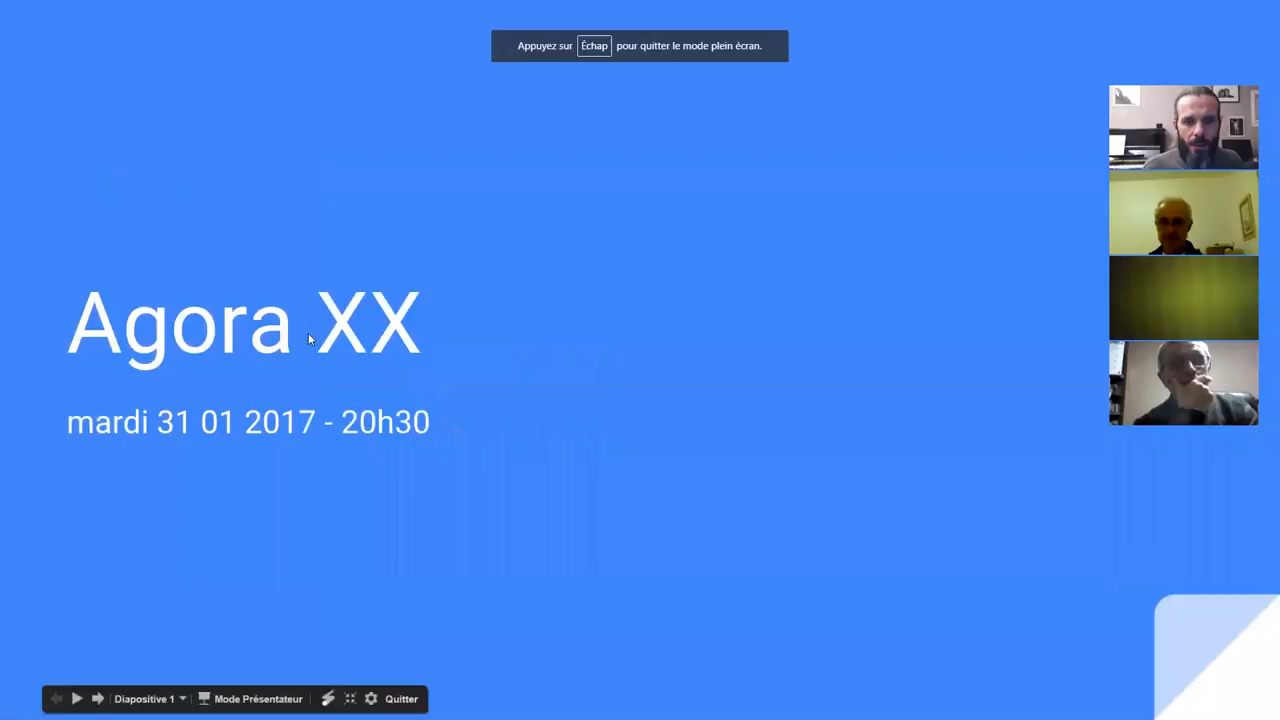 Appuyez sur Échap pour quitter le mode plein écran.
Agora XX
mardi 31 01 2017 - 20h30
Diapositive 1 Mode Présentateur Quitter